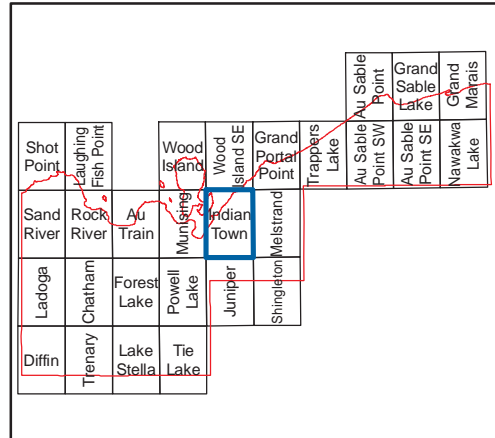 Au Sable
Point
Grand
Sable
Lake
Grand
Marais
Shot
Point
Laughing
Fish Point
Wood
Island
Wood
Island SE
Grand
Portal
Point
Trappers
Lake
Au Sable
Point SW
Au Sable
Point SE
Nawakwa
Lake
Sand
River
Rock
River
Au
Train
Munising
Indian
Town
Melstrand
Ladoga
Chatham
Forest
Lake
Powell
Lake
Juniper
Shingleton
Diffin
Trenary
Lake
Stella
Tie
Lake